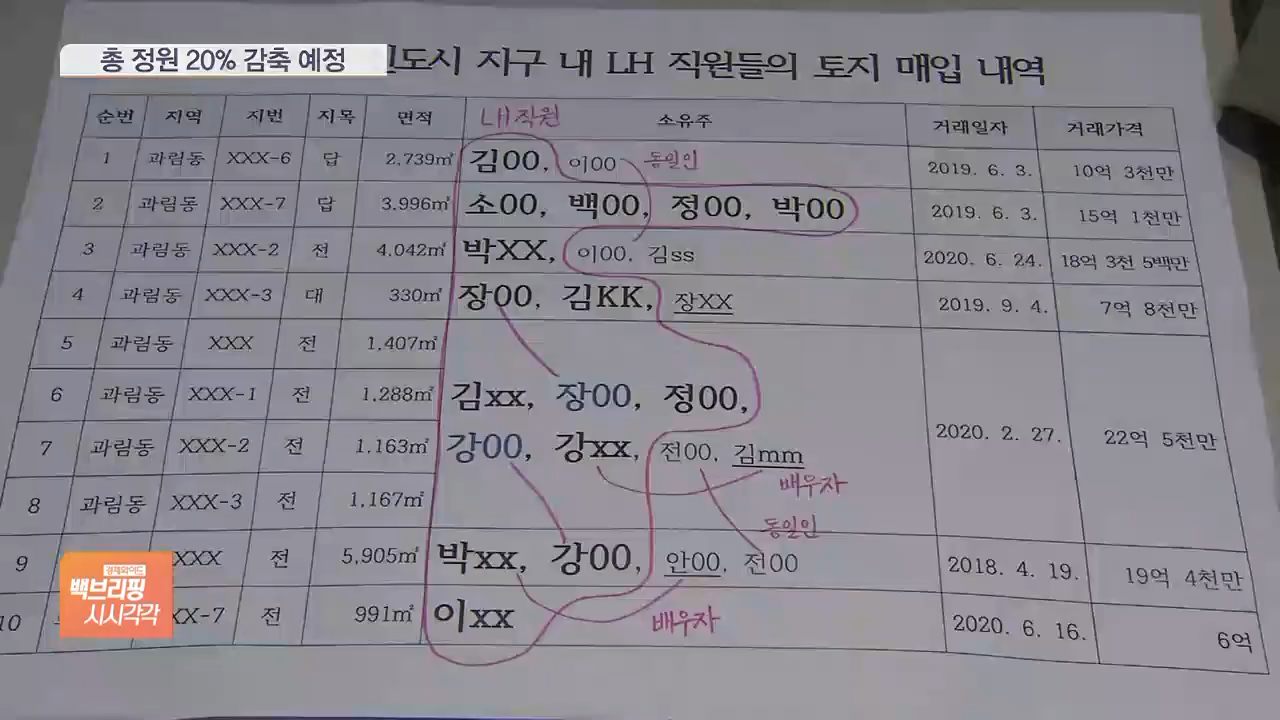 총 정원 20% 감축 예정
도시 지구 내 LH 직원들의 토지 매입 내역
순번 지역 지번 지목 면적 LH직원 소유주 거래일자 거래가격
1 과림동 XXX-6 답 2.739㎡ 김00, 이00 동일인 2019. 6. 3. 10억 3천만
2 과림동 XXX-7 답 3.996㎡ 소00, 백00, 정00, 박00 2019. 6. 3. 15억 1천만
3 과림동 XXX-2 전 4.042㎡ 박XX, 이00. 김ss 2020. 6. 24. 18억 3천 5백만
4 과림동 XXX-3 대 330㎡ 장00, 김KK, 장XX 2019. 9. 4. 7억 8천만
5 과림동 XXX 전 1,407㎡
6 과림동 XXX-1 전 1.288㎡ 김xx, 장00, 정00,
7 과림동 XXX-2 전 1,163㎡ 강00, 강xx, 전00, 김mm 2020. 2. 27. 22억 5천만
배우자
8 과림동 XXX-3 전 1,167㎡
동일인
9 XXX 전 5,905㎡ 박xx, 강00, 안00, 전00 2018. 4. 19. 19억 4천만
10 XX-7 전 991㎡ 이xx 2020. 6. 16. 6억
배우자
경제와이드
백브리핑
시시각각